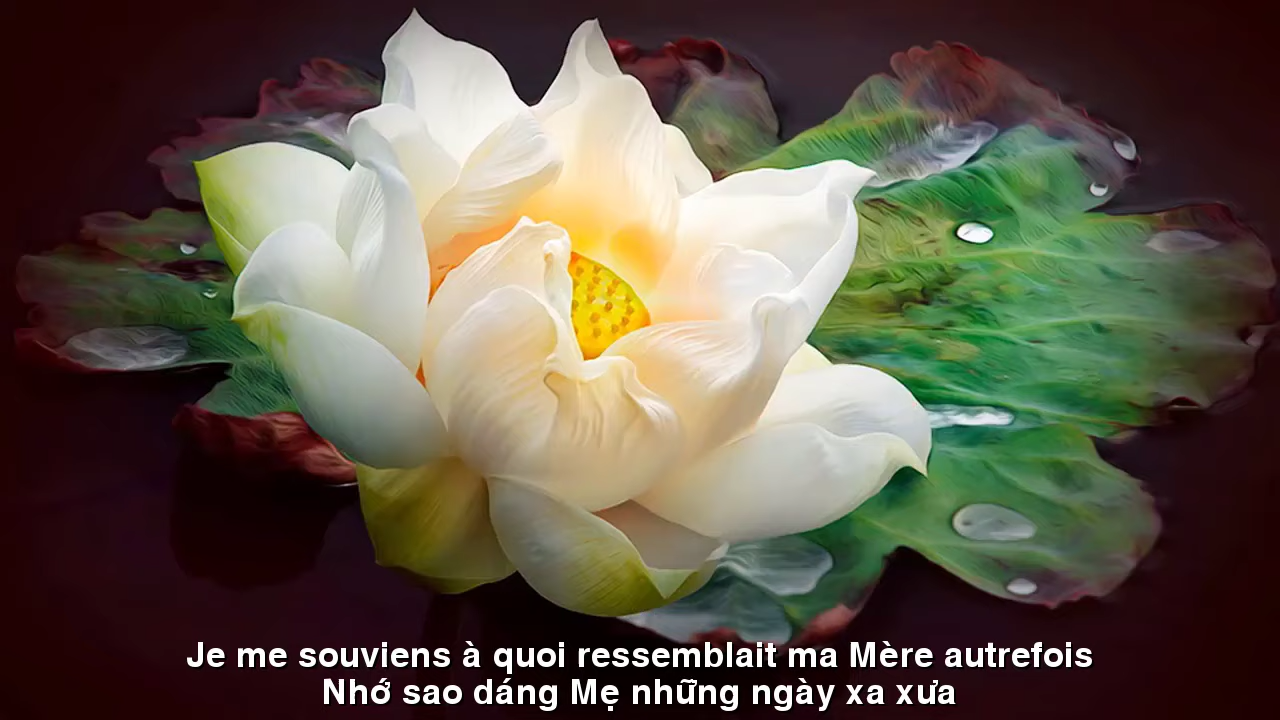 Je me souviens à quoi ressemblait ma Mère autrefois
Nhớ sao dáng Mẹ những ngày xa xưa